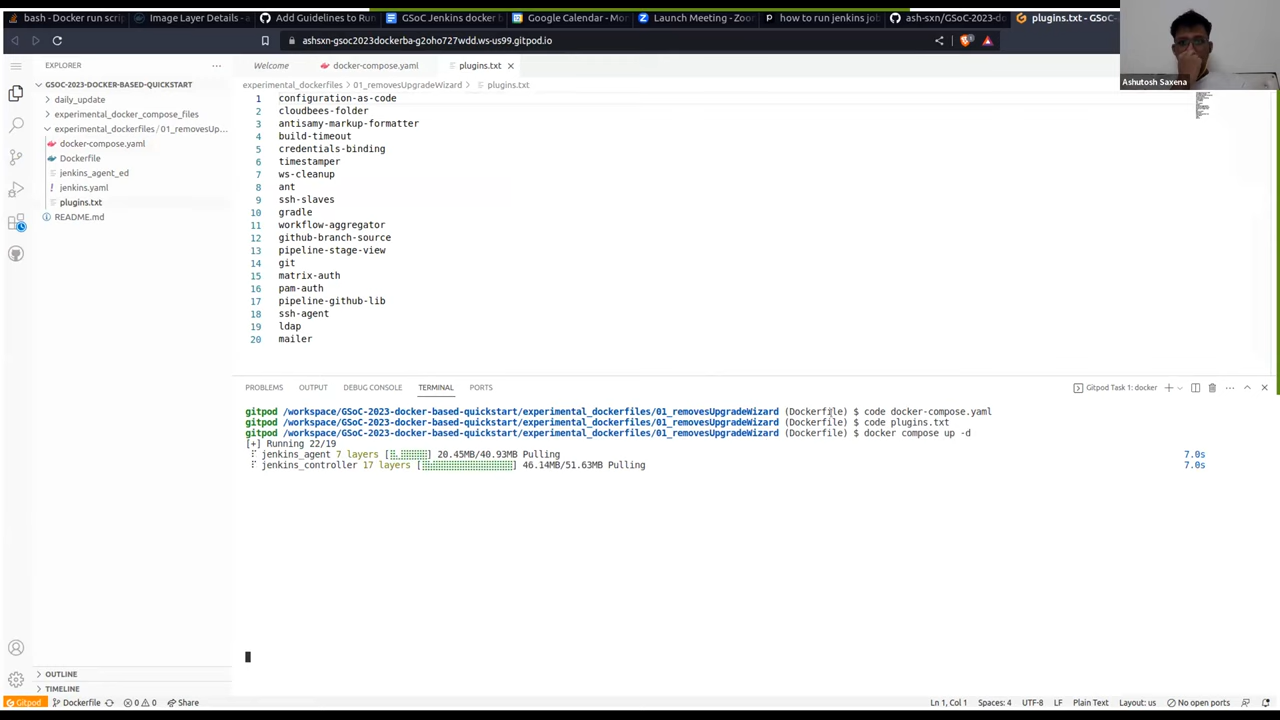 bash - Docker run scri
Image Layer Details - a
Add Guidelines to Run
GSoC Jenkins docker b
Google Calendar - Mo
Launch Meeting - Zoo
how to run jenkins job
ash-sxn/GSoC-2023-do
plugins.txt - GSoC-
ashsxn-gsoc2023dockerba-g2oho727wdd.ws-us99.gitpod.io
Ashutosh Saxena
EXPLORER
GSOC-2023-DOCKER-BASED-QUICKSTART
daily_update
experimental_docker_compose_files
experimental_dockerfiles / 01_removesUp...
docker-compose.yaml
Dockerfile
jenkins_agent_ed
jenkins.yaml
plugins.txt
README.md
OUTLINE
TIMELINE
Welcome
docker-compose.yaml
plugins.txt
experimental_dockerfiles > 01_removesUpgradeWizard > plugins.txt
1 configuration-as-code
2 cloudbees-folder
3 antisamy-markup-formatter
4 build-timeout
5 credentials-binding
6 timestamper
7 ws-cleanup
8 ant
9 ssh-slaves
10 gradle
11 workflow-aggregator
12 github-branch-source
13 pipeline-stage-view
14 git
15 matrix-auth
16 pam-auth
17 pipeline-github-lib
18 ssh-agent
19 ldap
20 mailer
PROBLEMS OUTPUT DEBUG CONSOLE TERMINAL PORTS
Gitpod Task 1: docker
gitpod /workspace/GSoC-2023-docker-based-quickstart/experimental_dockerfiles/01_removesUpgradeWizard (Dockerfile) $ code docker-compose.yaml
gitpod /workspace/GSoC-2023-docker-based-quickstart/experimental_dockerfiles/01_removesUpgradeWizard (Dockerfile) $ code plugins.txt
gitpod /workspace/GSoC-2023-docker-based-quickstart/experimental_dockerfiles/01_removesUpgradeWizard (Dockerfile) $ docker compose up -d
[+] Running 22/19
jenkins_agent 7 layers [⣦⣀⣿⣿⣿⣿⣿] 20.45MB/40.93MB Pulling 7.0s
jenkins_controller 17 layers [⣿⣿⣿⣿⣿⣿⣿⣿⣿⣿⣿⣿⣿⣿⣿⣿⣿] 46.14MB/51.63MB Pulling 7.0s
Gitpod
Dockerfile
0 0
Share
Ln 1, Col 1
Spaces: 4
UTF-8
LF
Plain Text
Layout: us
No open ports